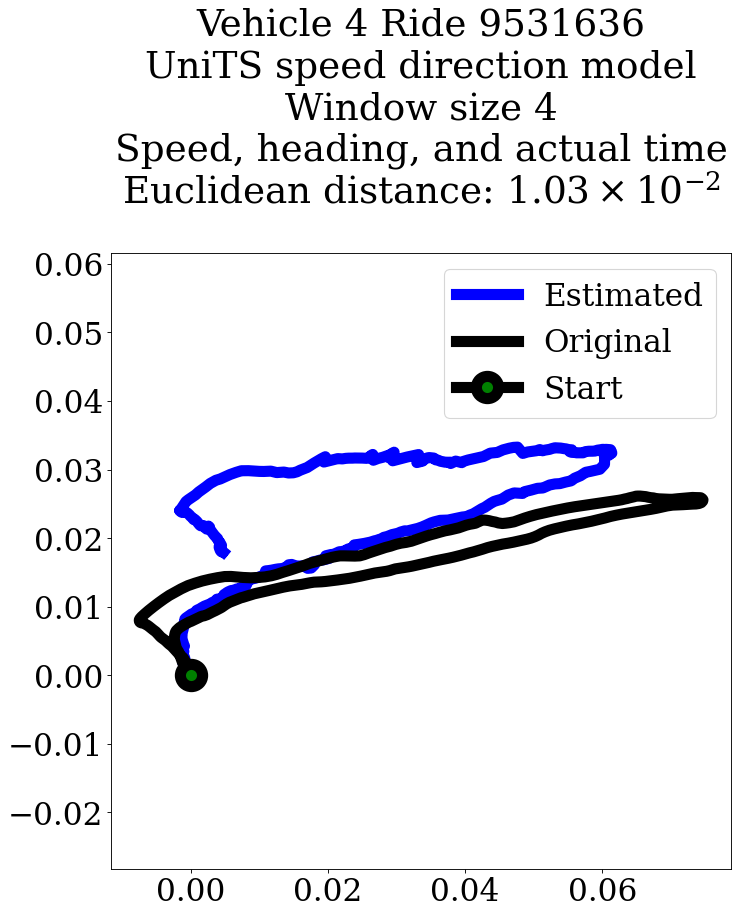 Vehicle 4 Ride 9531636
UniTS speed direction model
Window size 4
Speed, heading, and actual time
Euclidean distance: 1.03 × 10⁻²
Estimated
Original
Start
0.06
0.05
0.04
0.03
0.02
0.01
0.00
−0.01
−0.02
0.00 0.02 0.04 0.06